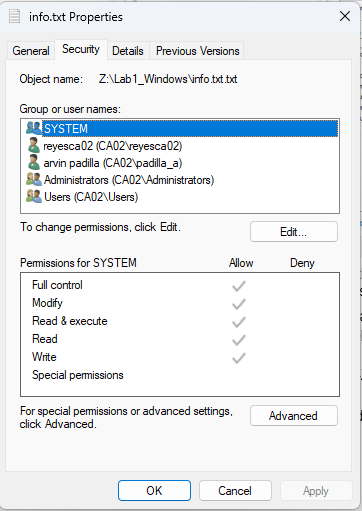 info.txt Properties
General Security Details Previous Versions
Object name: Z:\Lab1_Windows\info.txt.txt
Group or user names:
SYSTEM
reyesca02 (CA02\reyesca02)
arvin padilla (CA02\padilla_a)
Administrators (CA02\Administrators)
Users (CA02\Users)
To change permissions, click Edit.
Edit...
Permissions for SYSTEM Allow Deny
Full control
Modify
Read & execute
Read
Write
Special permissions
For special permissions or advanced settings,
click Advanced.
Advanced
OK Cancel Apply